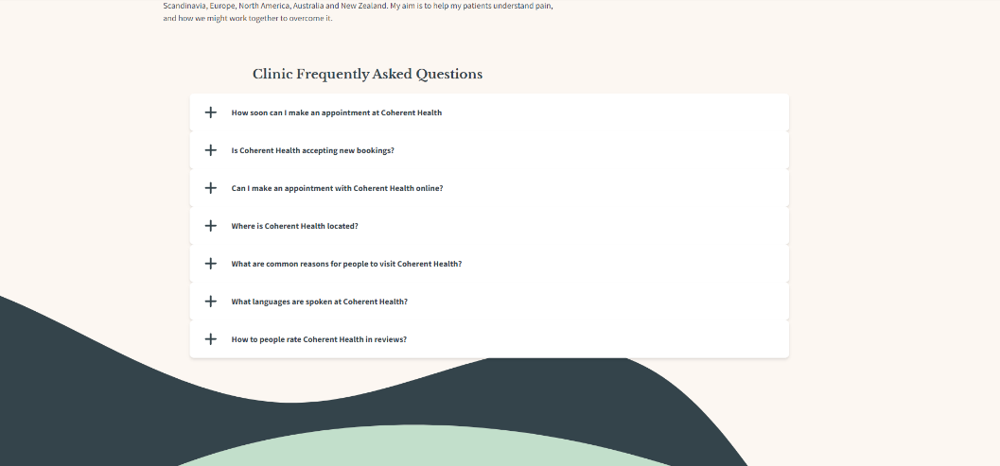 Scandinavia, Europe, North America, Australia and New Zealand. My aim is to help my patients understand pain,
and how we might work together to overcome it.
Clinic Frequently Asked Questions
How soon can I make an appointment at Coherent Health
Is Coherent Health accepting new bookings?
Can I make an appointment with Coherent Health online?
Where is Coherent Health located?
What are common reasons for people to visit Coherent Health?
What languages are spoken at Coherent Health?
How to people rate Coherent Health in reviews?